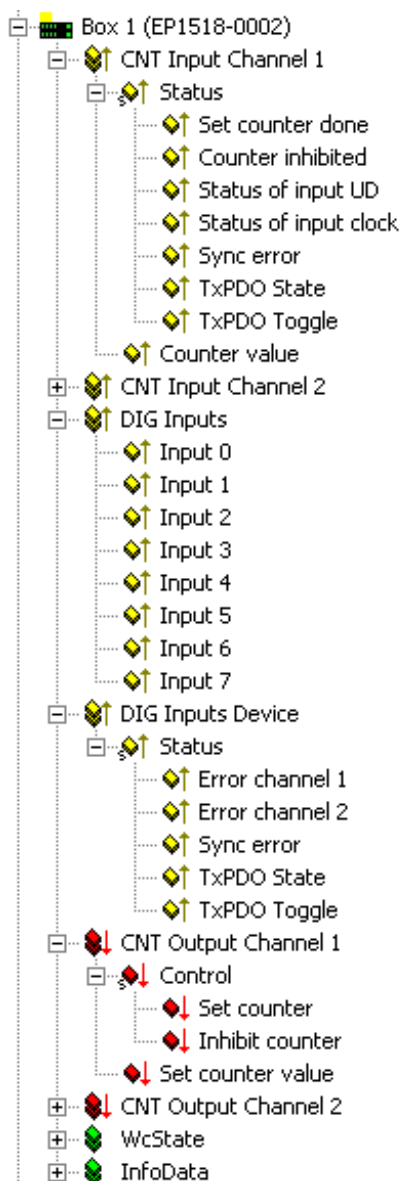 Box 1 (EP1518-0002)
CNT Input Channel 1
Status
Set counter done
Counter inhibited
Status of input UD
Status of input clock
Sync error
TxPDO State
TxPDO Toggle
Counter value
CNT Input Channel 2
DIG Inputs
Input 0
Input 1
Input 2
Input 3
Input 4
Input 5
Input 6
Input 7
DIG Inputs Device
Status
Error channel 1
Error channel 2
Sync error
TxPDO State
TxPDO Toggle
CNT Output Channel 1
Control
Set counter
Inhibit counter
Set counter value
CNT Output Channel 2
WcState
InfoData